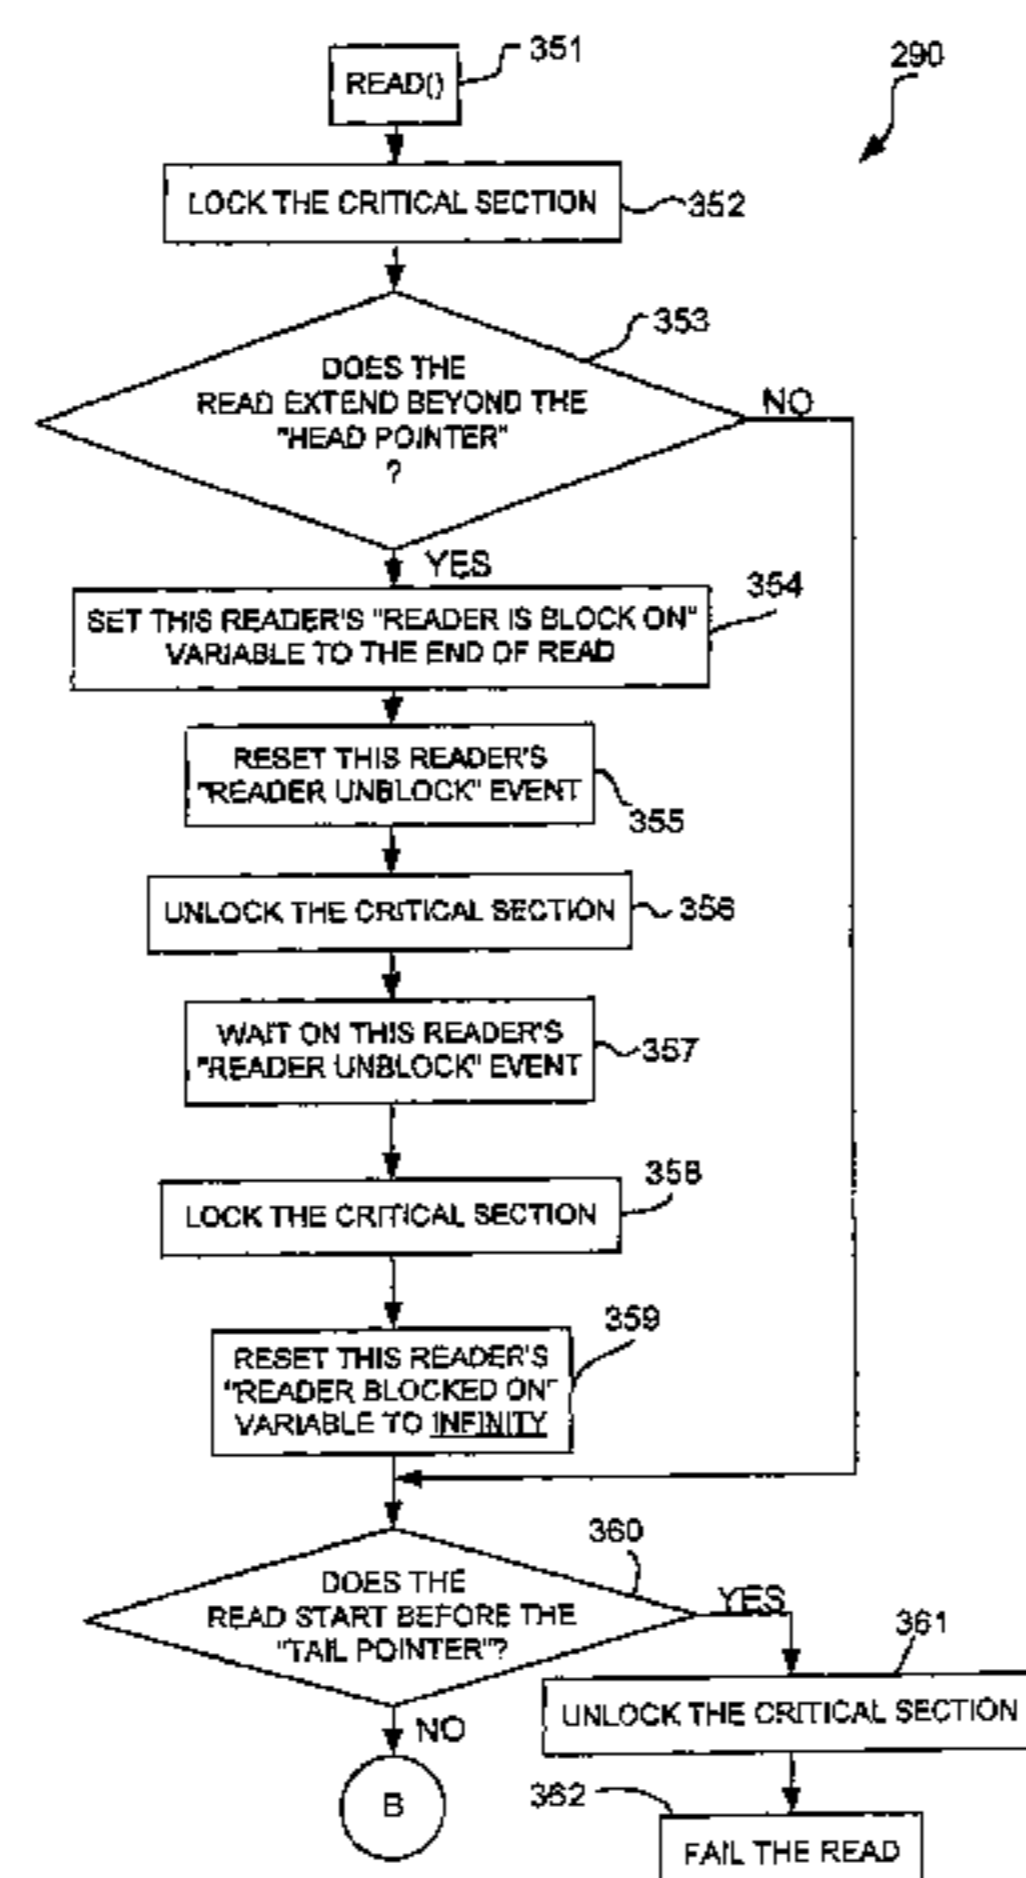 351
290
READ()
LOCK THE CRITICAL SECTION
352
353
DOES THE
READ EXTEND BEYOND THE
"HEAD POINTER"
?
NO
YES
354
SET THIS READER'S "READER IS BLOCK ON"
VARIABLE TO THE END OF READ
RESET THIS READER'S
"READER UNBLOCK" EVENT
355
UNLOCK THE CRITICAL SECTION
356
WAIT ON THIS READER'S
"READER UNBLOCK" EVENT
357
358
LOCK THE CRITICAL SECTION
359
RESET THIS READER'S
"READER BLOCKED ON"
VARIABLE TO INFINITY
360
DOES THE
READ START BEFORE THE
"TAIL POINTER"?
YES
361
UNLOCK THE CRITICAL SECTION
NO
B
362
FAIL THE READ